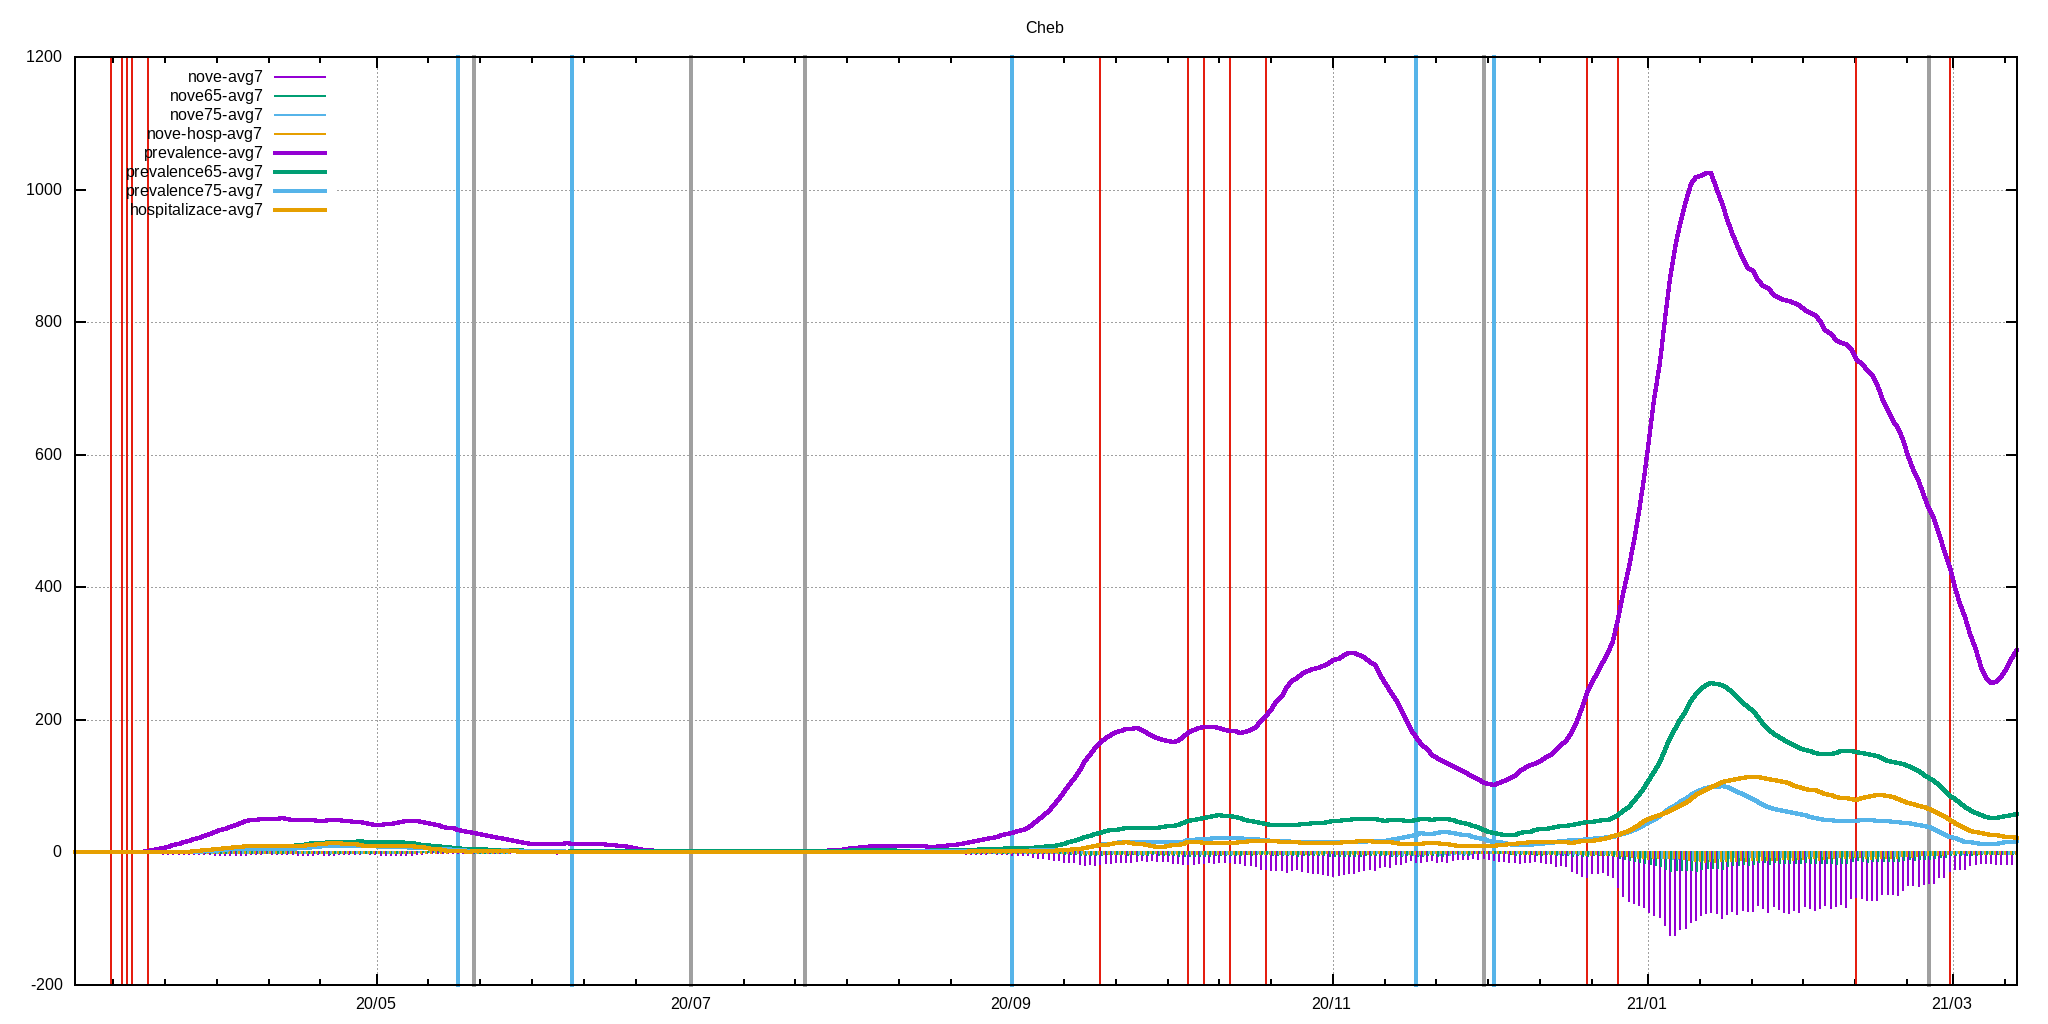 Cheb
1200
1000
800
600
400
200
0
-200
nove-avg7
nove65-avg7
nove75-avg7
nove-hosp-avg7
prevalence-avg7
prevalence65-avg7
prevalence75-avg7
hospitalizace-avg7
20/05 20/07 20/09 20/11 21/01 21/03